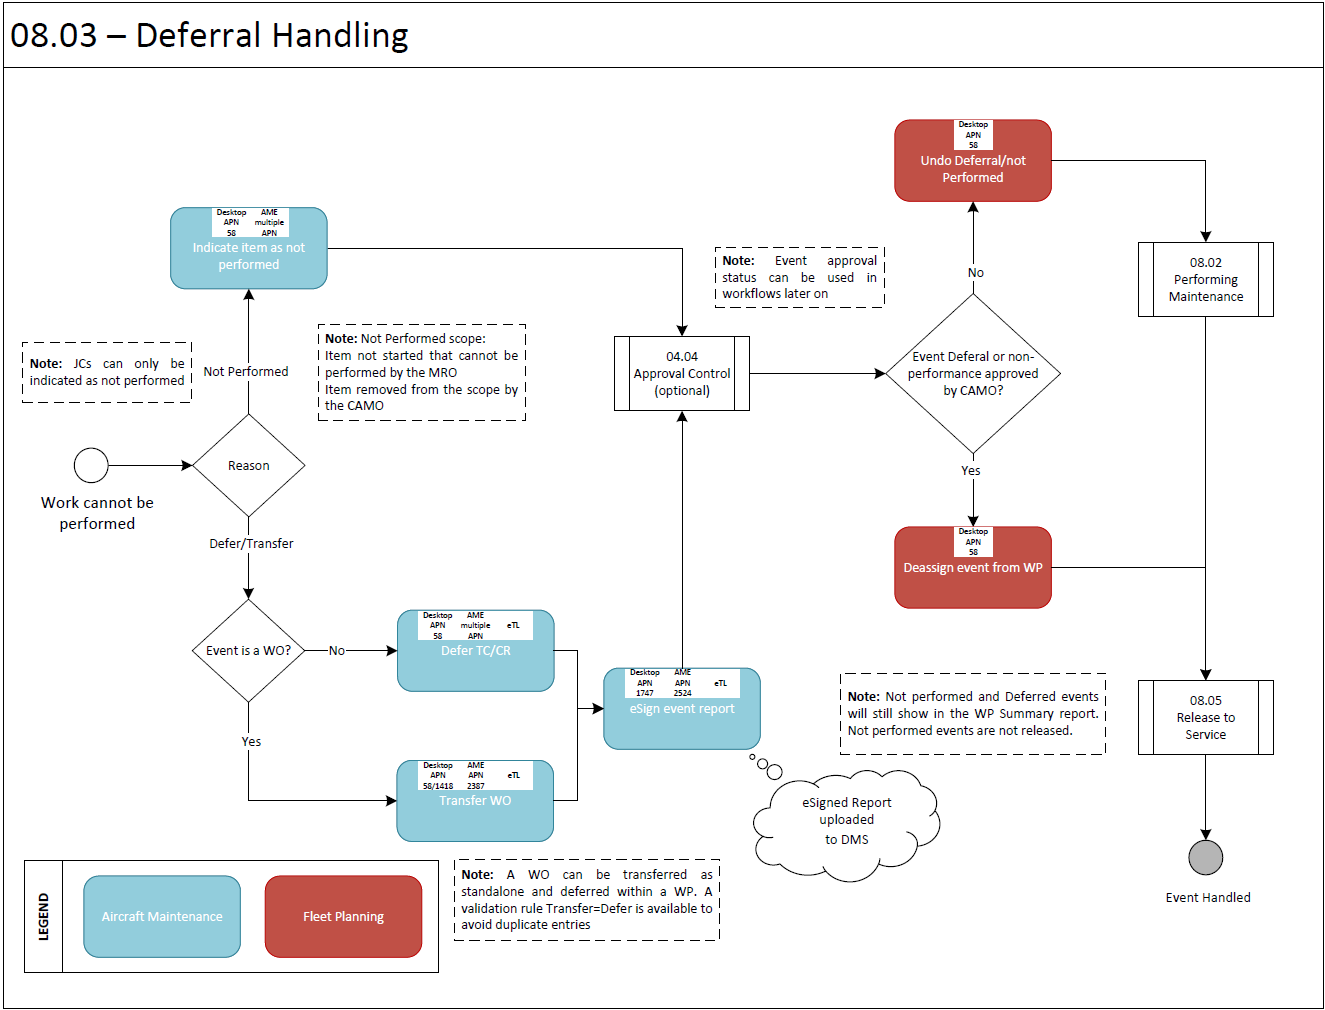 08.03 – Deferral Handling
Desktop AME
APN multiple
58 APN
Indicate item as not
performed
Desktop
APN
58
Undo Deferral/not
Performed
08.02
Performing
Maintenance
Note: Event approval
status can be used in
workflows later on
No
Note: JCs can only be
indicated as not performed
Not Performed
Note: Not Performed scope:
Item not started that cannot be
performed by the MRO
Item removed from the scope by
the CAMO
04.04
Approval Control
(optional)
Event Deferal or non-
performance approved
by CAMO?
Reason
Work cannot be
performed
Yes
Defer/Transfer
Desktop
APN
58
Deassign event from WP
Event is a WO?
No
Desktop AME
APN multiple eTL
58 APN
Defer TC/CR
Desktop AME
APN APN eTL
1747 2524
eSign event report
Note: Not performed and Deferred events
will still show in the WP Summary report.
Not performed events are not released.
08.05
Release to
Service
Yes
Desktop AME
APN APN eTL
58/1418 2387
Transfer WO
eSigned Report
uploaded
to DMS
Event Handled
LEGEND
Aircraft Maintenance
Fleet Planning
Note: A WO can be transferred as
standalone and deferred within a WP. A
validation rule Transfer=Defer is available to
avoid duplicate entries